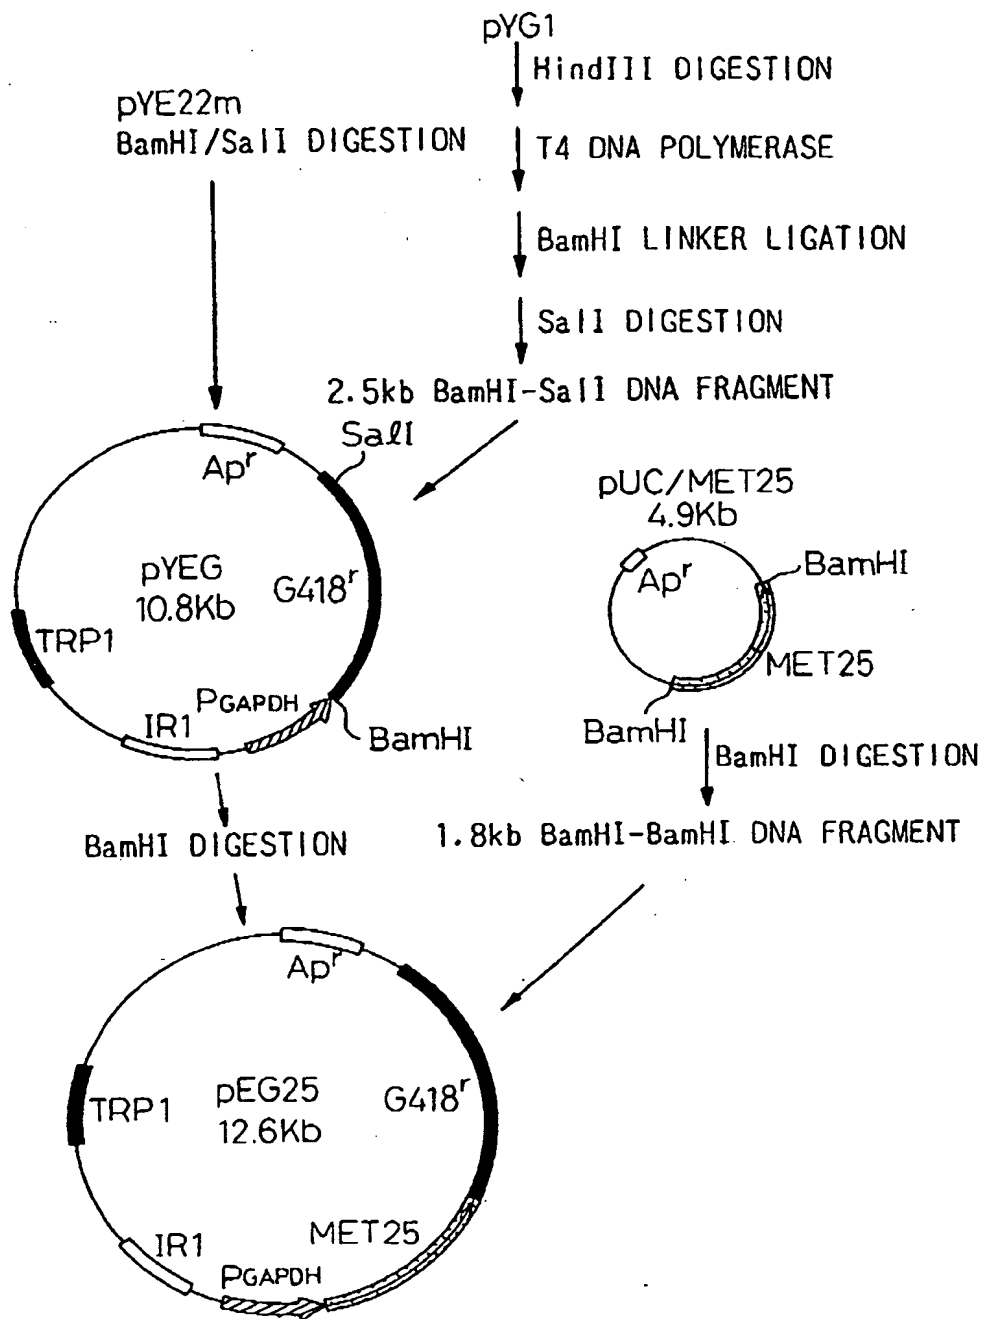 pYG1
HindIII DIGESTION
pYE22m
BamHI/SalI DIGESTION
T4 DNA POLYMERASE
BamHI LINKER LIGATION
SalI DIGESTION
2.5kb BamHI-SalI DNA FRAGMENT
SalI
Apʳ
pYEG
10.8Kb
G418ʳ
TRP1
PGAPDH
IR1
BamHI
pUC/MET25
4.9Kb
Apʳ
BamHI
MET25
BamHI
BamHI DIGESTION
BamHI DIGESTION
1.8kb BamHI-BamHI DNA FRAGMENT
Apʳ
pEG25
12.6Kb
G418ʳ
TRP1
MET25
IR1
PGAPDH